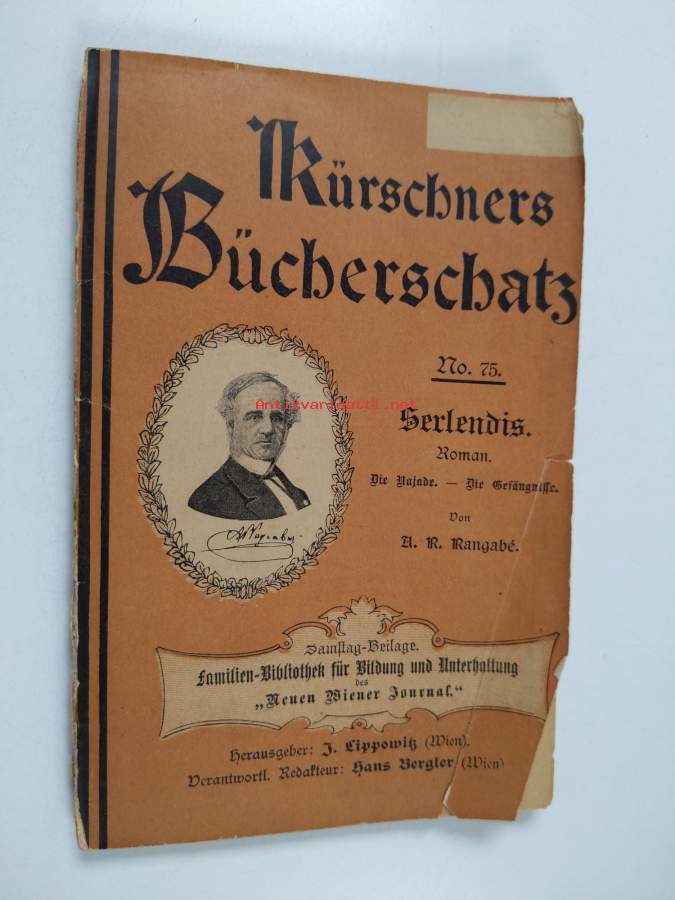 Kürschners
Bücherschatz
No. 75.
Serlendis.
Roman.
Die Najade. — Die Gefängnisse.
Von
A. R. Rangabé.
Antikvariaatti.net
Samstag-Beilage.
Familien-Bibliothek für Bildung und Unterhaltung
des
„Neuen Wiener Journal.“
Herausgeber: J. Lippowitz (Wien).
Verantwortl. Redakteur: Hans Bergler (Wien)